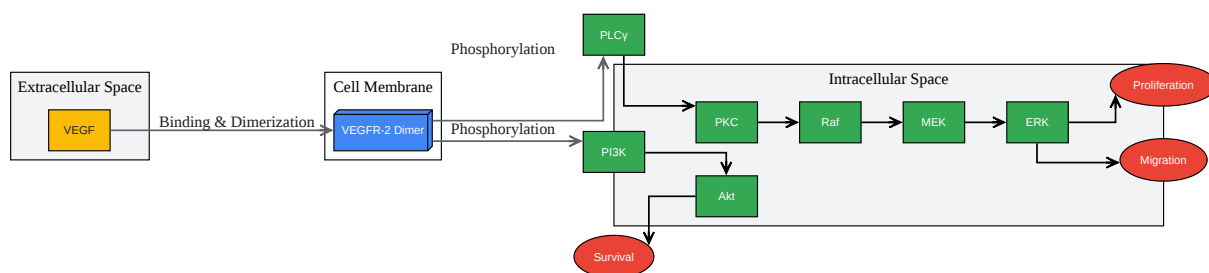 Extracellular Space
VEGF
Binding & Dimerization
Cell Membrane
VEGFR-2 Dimer
Phosphorylation
Phosphorylation
PLCγ
PI3K
Intracellular Space
PKC
Raf
MEK
ERK
Akt
Proliferation
Migration
Survival